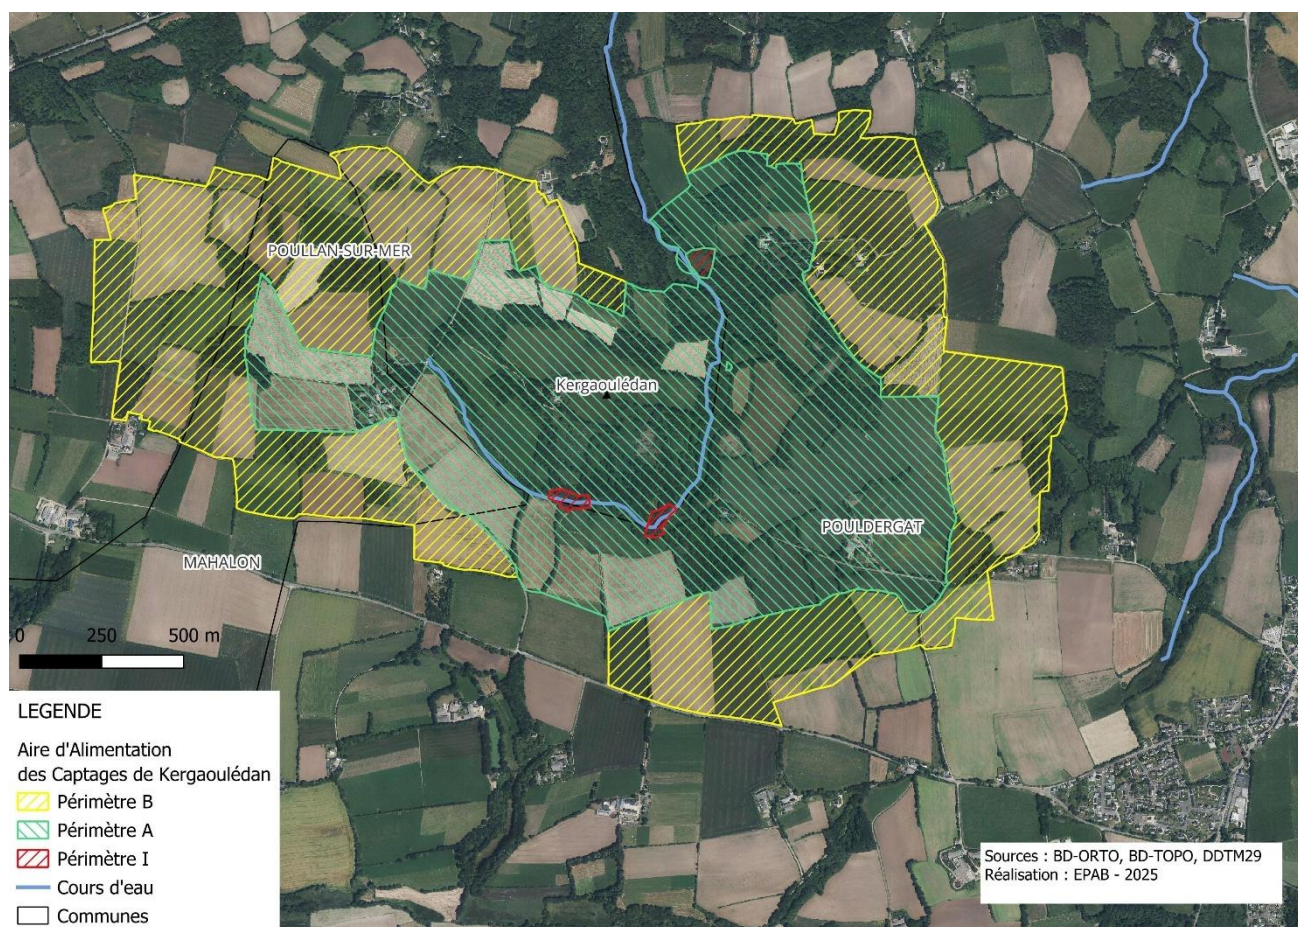 POULLAN-SUR-MER
Kergaoulédan
POULDERGAT
MAHALON
0 250 500 m
LEGENDE
Aire d'Alimentation
des Captages de Kergaoulédan
Périmètre B
Périmètre A
Périmètre I
Cours d'eau
Communes
Sources : BD-ORTO, BD-TOPO, DDTM29
Réalisation : EPAB - 2025